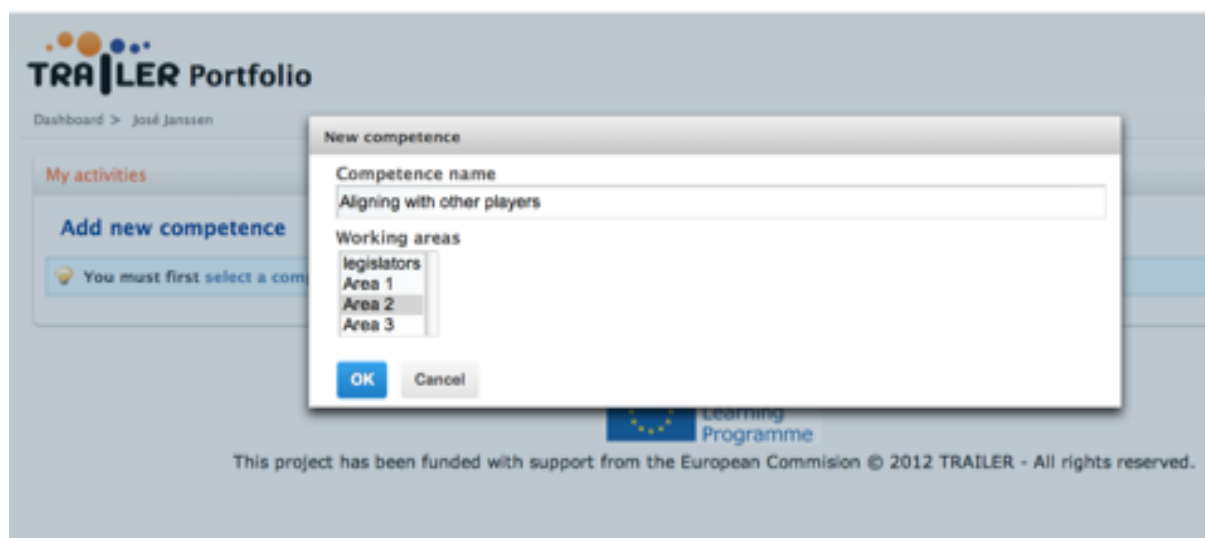 TRAILER Portfolio
Dashboard > José Janssen
My activities
Add new competence
You must first select a com
New competence
Competence name
Aligning with other players
Working areas
legislators
Area 1
Area 2
Area 3
OK Cancel
Learning
Programme
This project has been funded with support from the European Commision © 2012 TRAILER - All rights reserved.